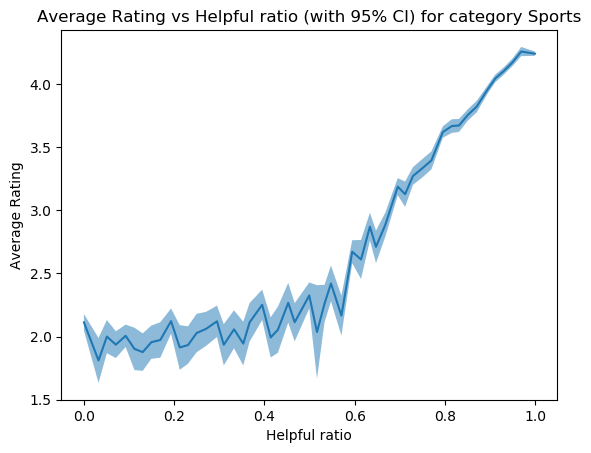 Average Rating vs Helpful ratio (with 95% CI) for category Sports
4.0
3.5
3.0
2.5
2.0
1.5
Average Rating
0.0 0.2 0.4 0.6 0.8 1.0
Helpful ratio